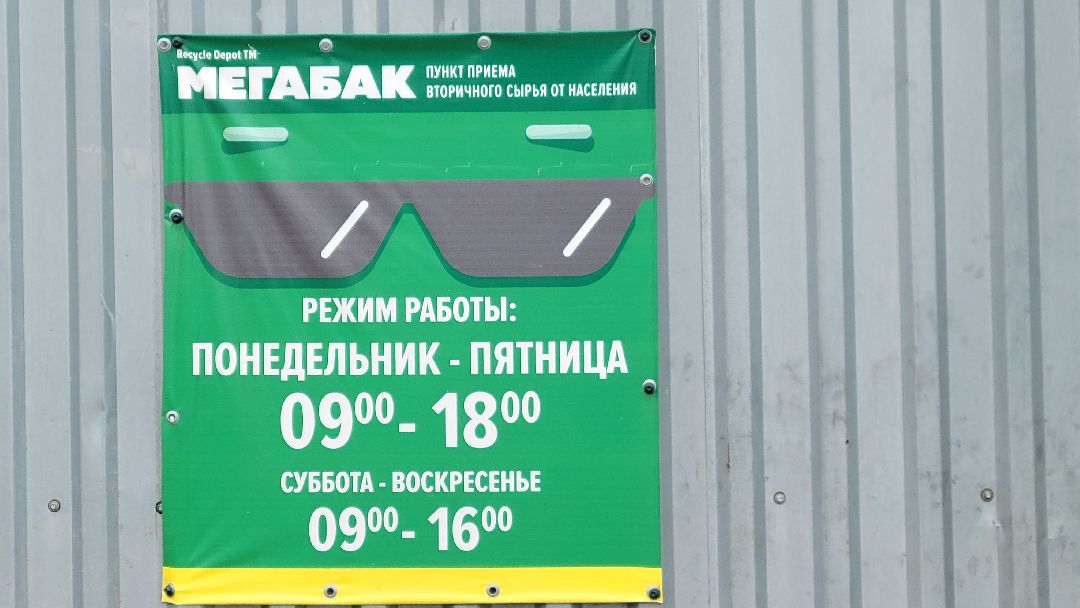 Recycle Depot TM
МЕГАБАК
ПУНКТ ПРИЕМА
ВТОРИЧНОГО СЫРЬЯ ОТ НАСЕЛЕНИЯ
РЕЖИМ РАБОТЫ:
ПОНЕДЕЛЬНИК - ПЯТНИЦА
09⁰⁰ - 18⁰⁰
СУББОТА - ВОСКРЕСЕНЬЕ
09⁰⁰ - 16⁰⁰